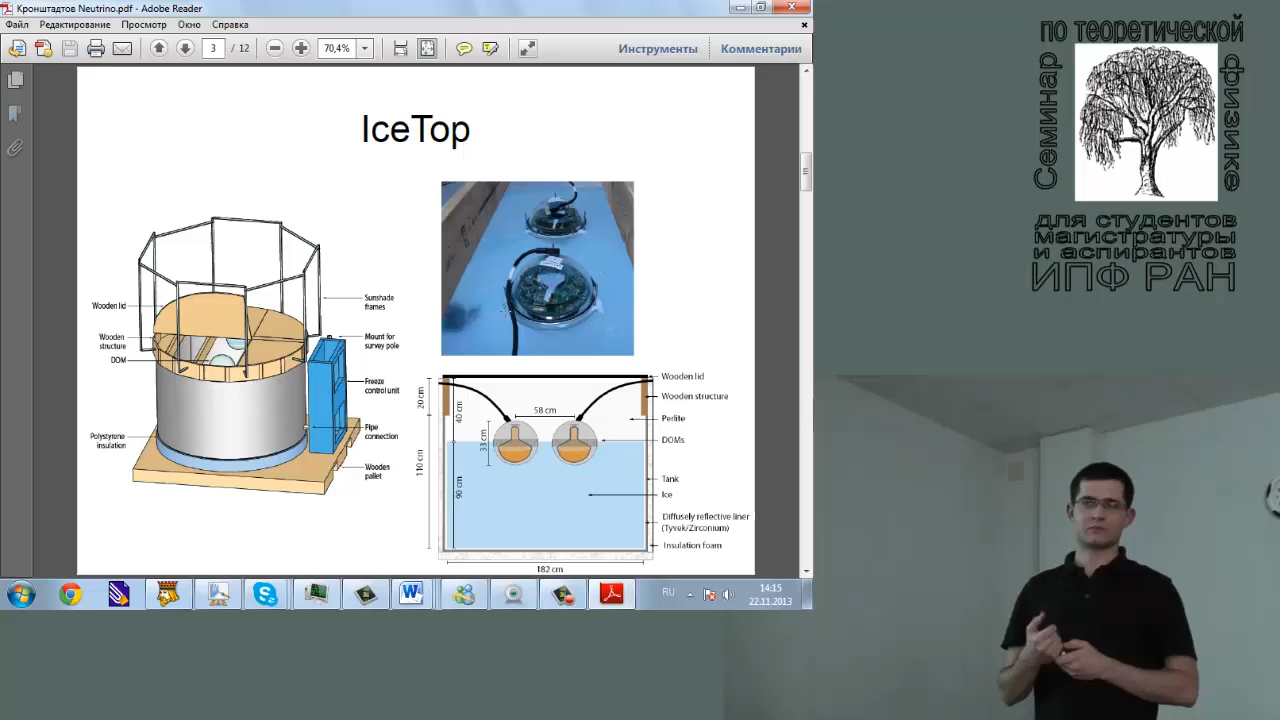 Кронштадтов Neutrino.pdf - Adobe Reader
Файл Редактирование Просмотр Окно Справка
3 / 12 70,4% Инструменты Комментарии
IceTop
Wooden lid
Wooden
structure
DOM
Polystyrene
insulation
Sunshade
frames
Mount for
survey pole
Freeze
control unit
Pipe
connection
Wooden
pallet
20 cm
40 cm
58 cm
33 cm
110 cm
90 cm
182 cm
Wooden lid
Wooden structure
Perlite
DOMs
Tank
Ice
Diffusely reflective liner
(Tyvek/Zirconium)
Insulation foam
RU
14:15
22.11.2013
Семинар
по теоретической
физике
для студентов
магистратуры
и аспирантов
ИПФ РАН